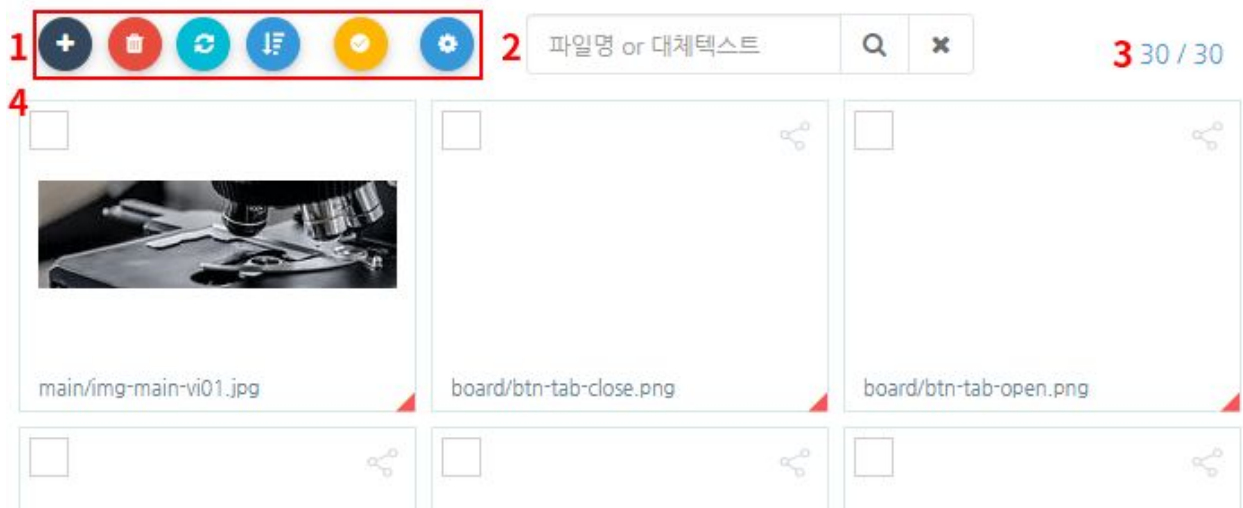 1
2 파일명 or 대체텍스트
3 30 / 30
4
main/img-main-vi01.jpg
board/btn-tab-close.png
board/btn-tab-open.png